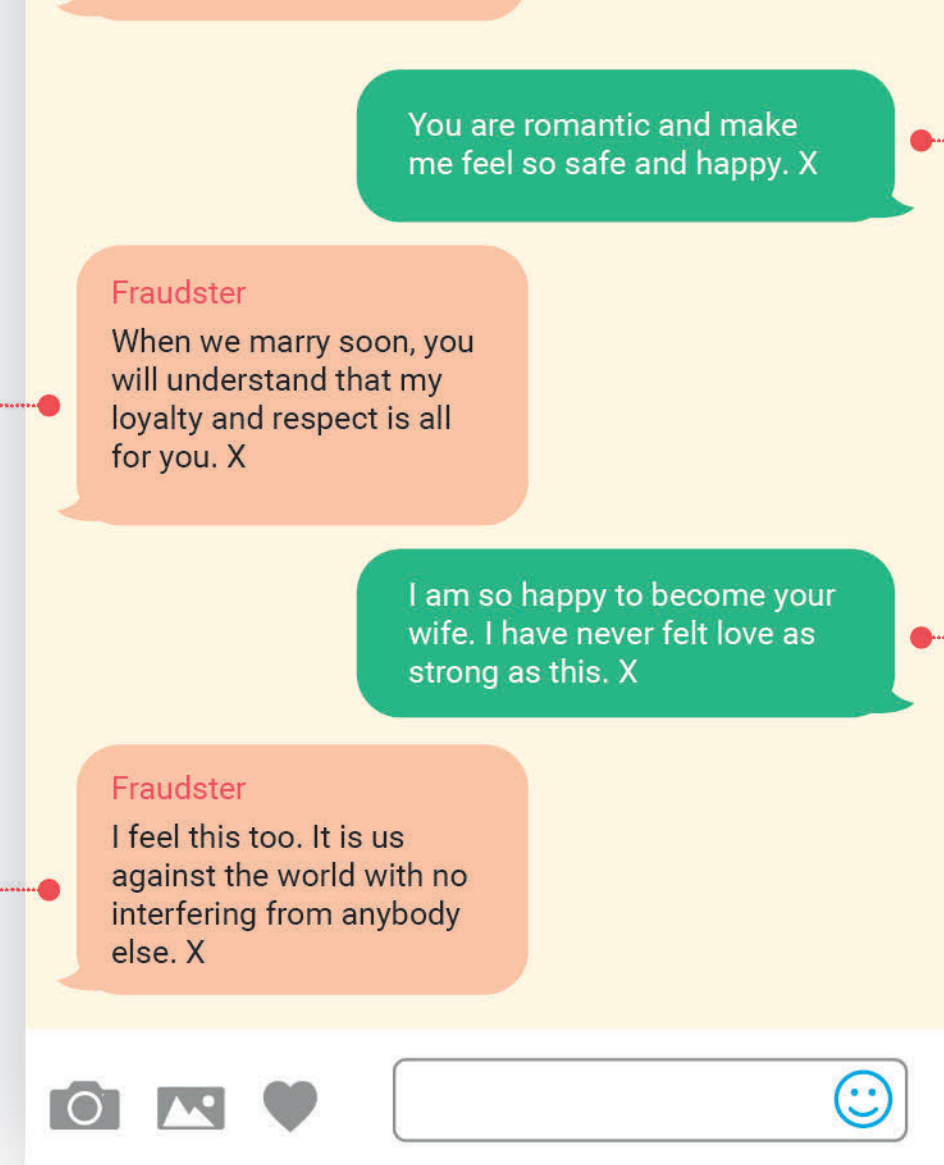 You are romantic and make
me feel so safe and happy. X
Fraudster
When we marry soon, you
will understand that my
loyalty and respect is all
for you. X
I am so happy to become your
wife. I have never felt love as
strong as this. X
Fraudster
I feel this too. It is us
against the world with no
interfering from anybody
else. X